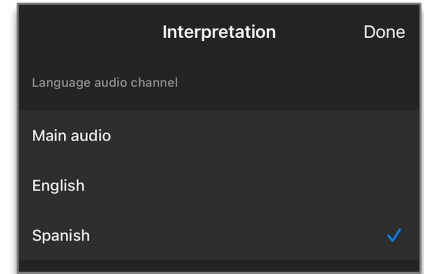 Interpretation Done
Language audio channel
Main audio
English
Spanish